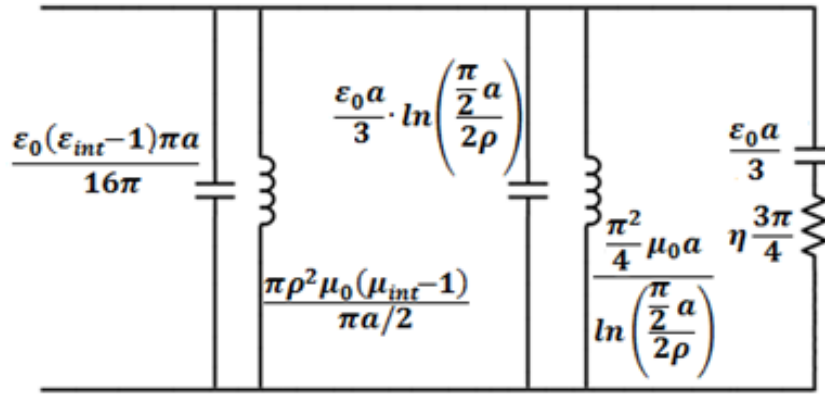 ε₀(ε_int−1)πa / 16π
πρ²μ₀(μ_int−1) / πa/2
ε₀a / 3 · ln(π/2 a / 2ρ)
π²/4 μ₀a / ln(π/2 a / 2ρ)
ε₀a / 3
η 3π / 4